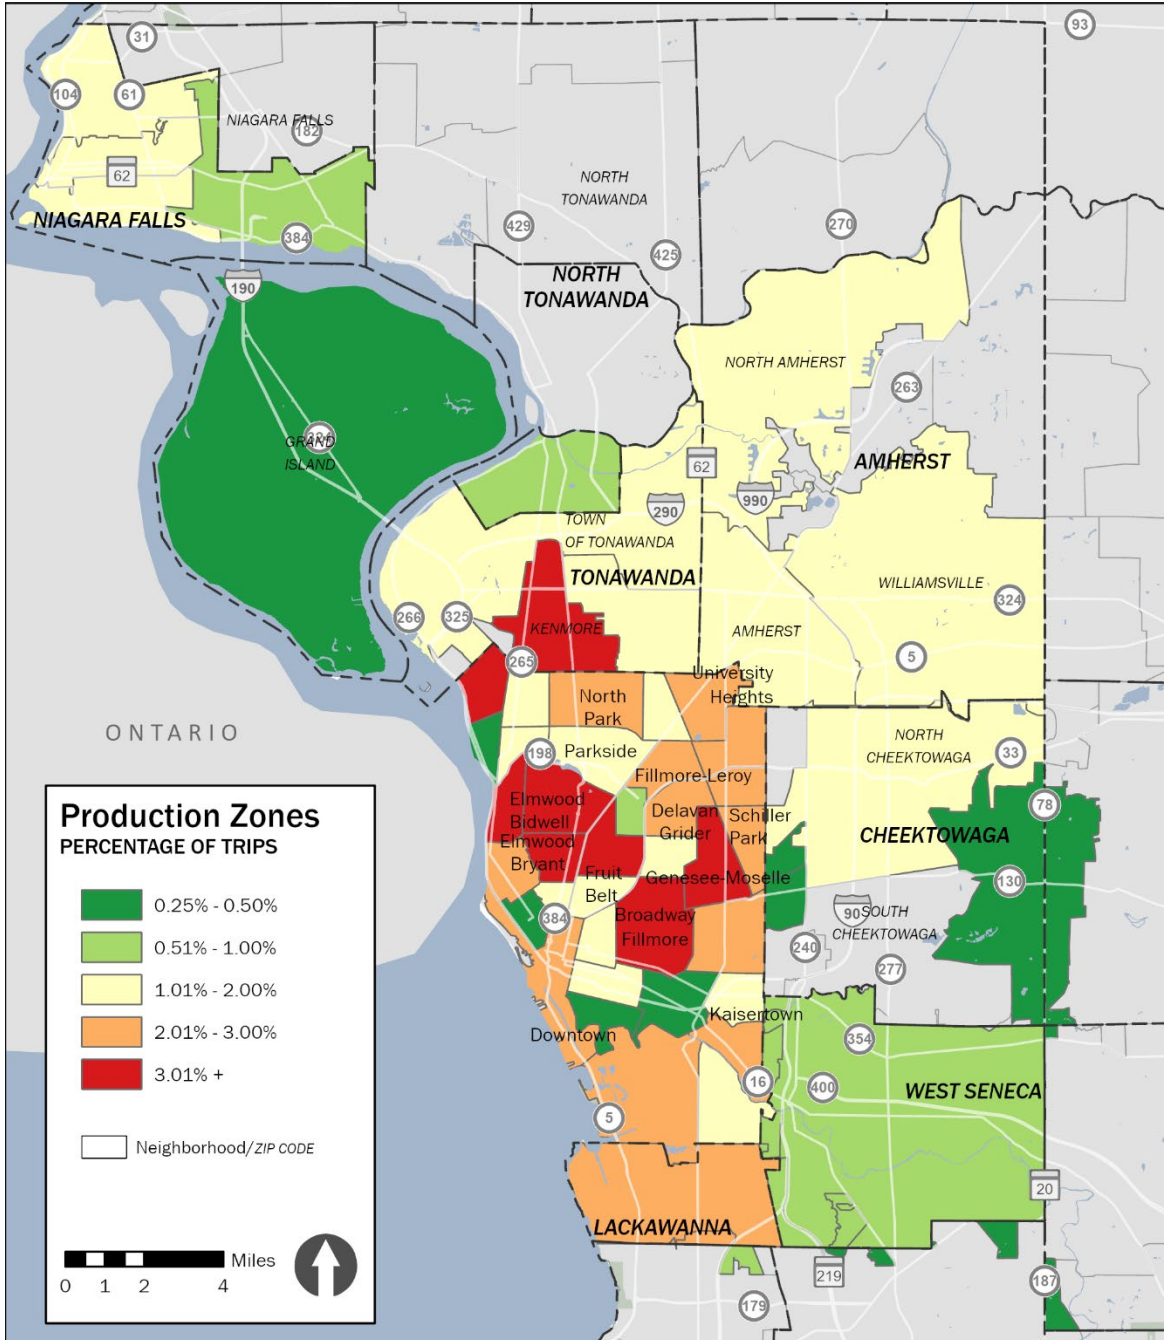 93
31
104
61
NIAGARA FALLS
182
62
NIAGARA FALLS
384
NORTH
TONAWANDA
429
270
425
190
NORTH
TONAWANDA
NORTH AMHERST
263
324
GRAND
ISLAND
62
AMHERST
990
290
TOWN
OF TONAWANDA
TONAWANDA
WILLIAMSVILLE
324
266
325
KENMORE
AMHERST
5
265
University
Heights
North
Park
ONTARIO
198
Parkside
NORTH
CHEEKTOWAGA
33
Fillmore-Leroy
78
Elmwood
Bidwell
Delavan
Grider
Schiller
Park
CHEEKTOWAGA
Elmwood
Bryant
Fruit
Belt
Genesee-Moselle
130
384
Broadway
Fillmore
90
SOUTH
CHEEKTOWAGA
240
277
Downtown
Kaisertown
354
16
400
WEST SENECA
5
20
LACKAWANNA
219
187
179
Production Zones
PERCENTAGE OF TRIPS
0.25% - 0.50%
0.51% - 1.00%
1.01% - 2.00%
2.01% - 3.00%
3.01% +
Neighborhood/ZIP CODE
Miles
0 1 2 4